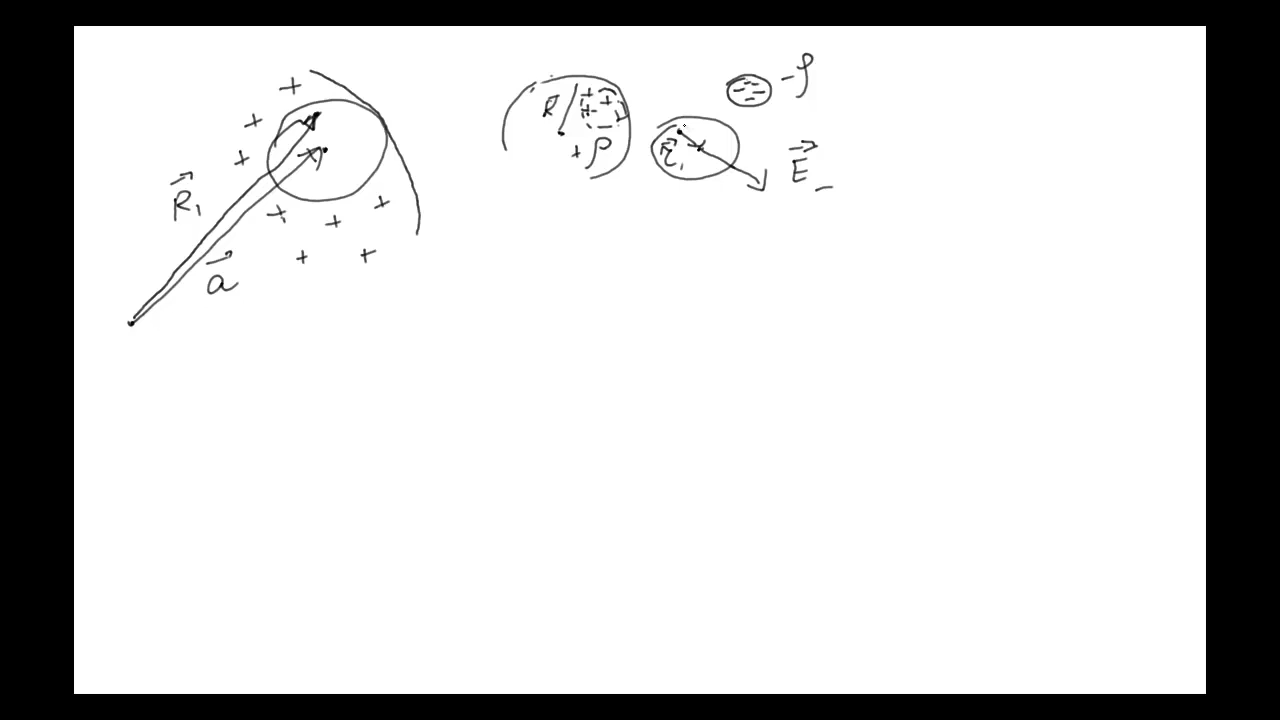 + + + + + + + +
R⃗₁
a⃗
R⃗
+ρ
-ρ
r⃗₁
E⃗₋